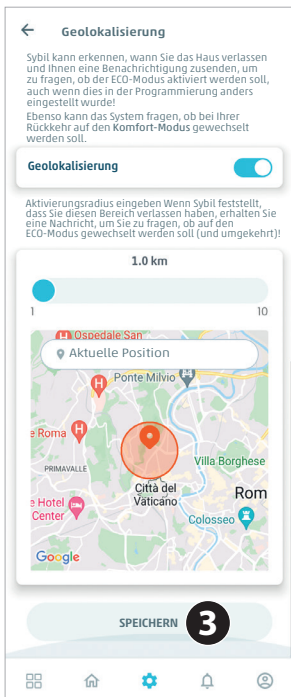 Geolokalisierung
Sybil kann erkennen, wann Sie das Haus verlassen
und Ihnen eine Benachrichtigung zusenden, um
zu fragen, ob der ECO-Modus aktiviert werden soll,
auch wenn dies in der Programmierung anders
eingestellt wurde!
Ebenso kann das System fragen, ob bei Ihrer
Rückkehr auf den Komfort-Modus gewechselt
werden soll.
Geolokalisierung
Aktivierungsradius eingeben Wenn Sybil feststellt,
dass Sie diesen Bereich verlassen haben, erhalten Sie
eine Nachricht, um Sie zu fragen, ob auf den
ECO-Modus gewechselt werden soll (und umgekehrt)!
1.0 km
1 10
Ospedale San
Aktuelle Position
Ponte Milvio
e Roma
PRIMAVALLE
Villa Borghese
Città del
Vaticano
Rom
e Hotel
Center
Colosseo
Google
SPEICHERN 3